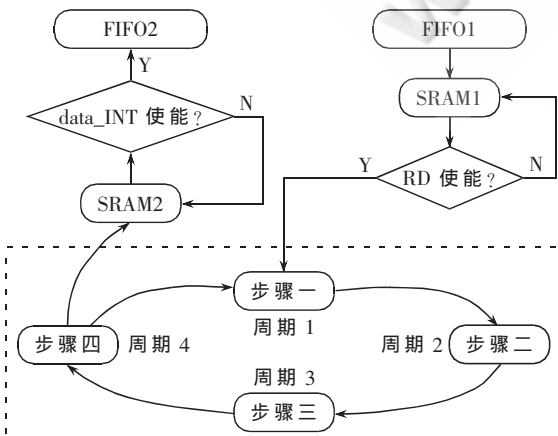 FIFO2
FIFO1
Y
SRAM1
data_INT 使能?
N
Y
RD 使能?
N
SRAM2
步骤一
周期 1
步骤四
周期 4
周期 2
步骤二
周期 3
步骤三